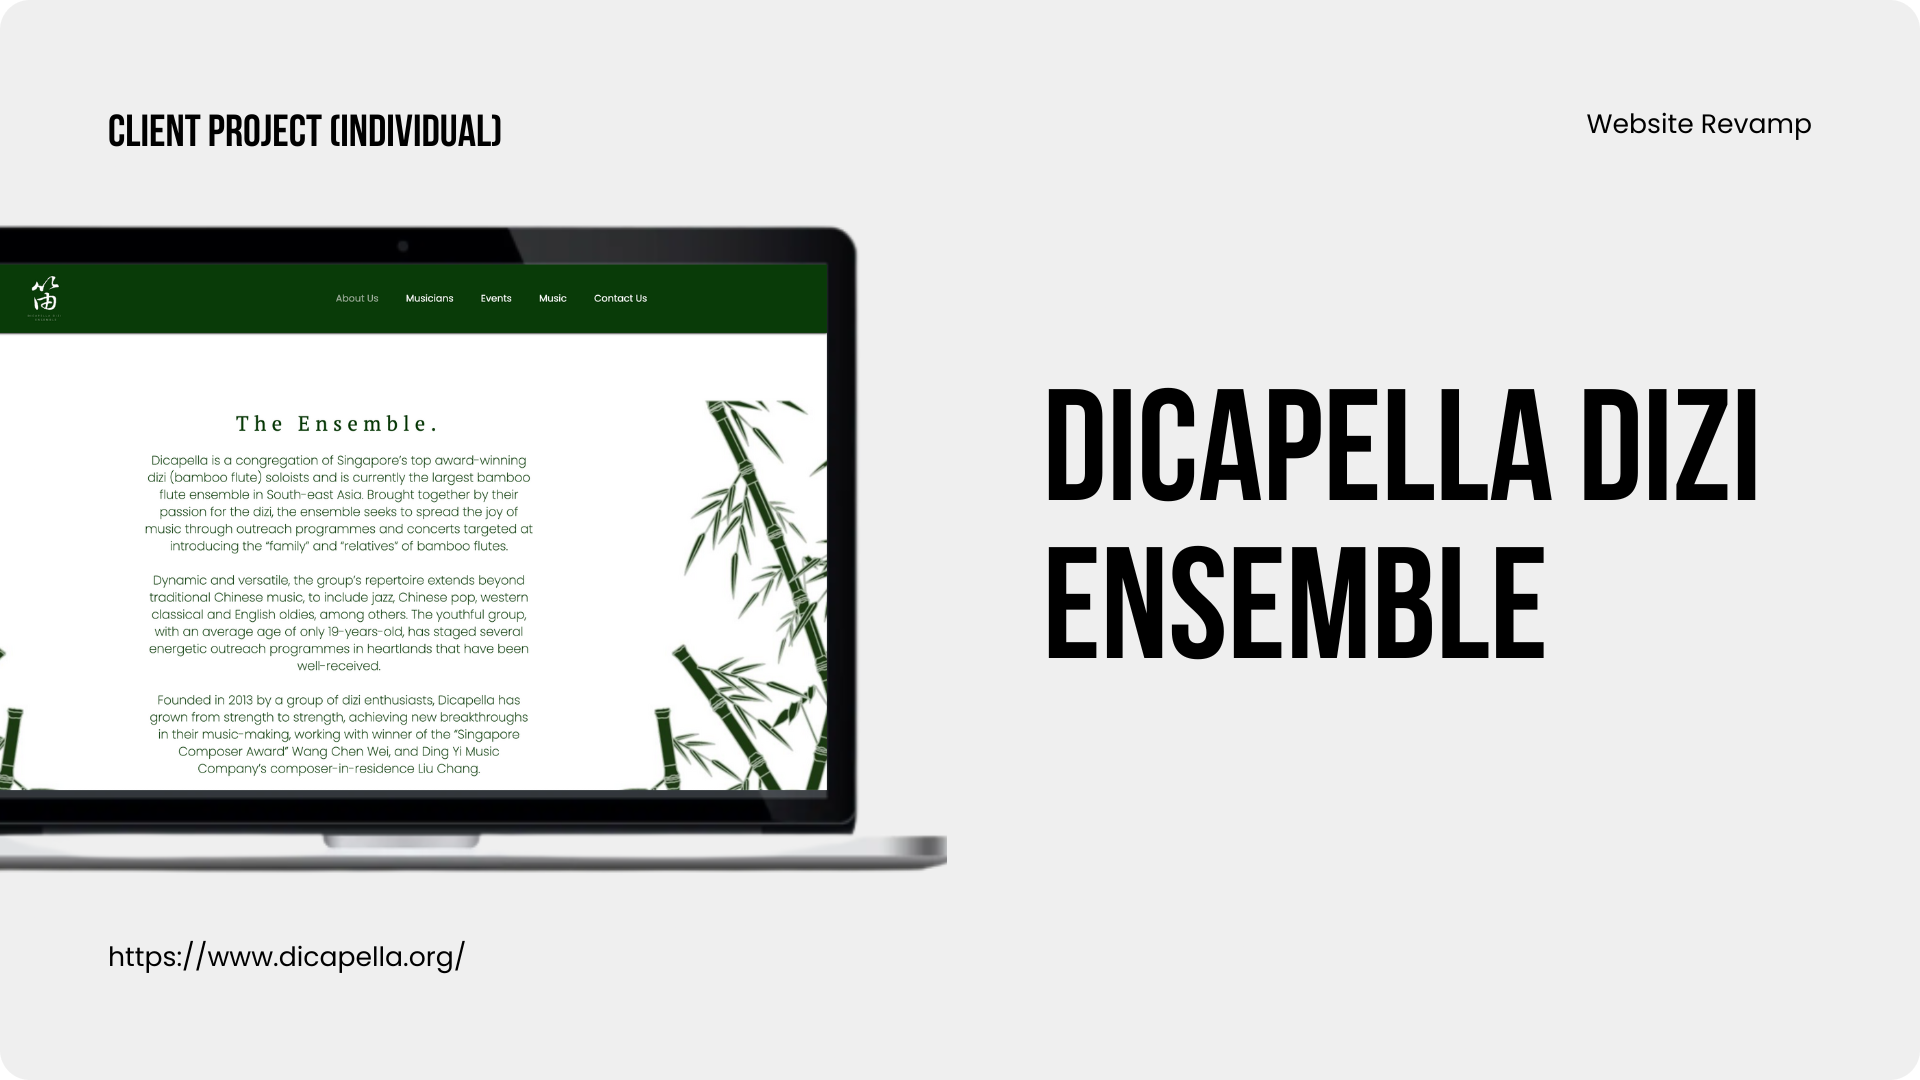 CLIENT PROJECT (INDIVIDUAL)
Website Revamp
笛
About Us Musicians Events Music Contact Us
The Ensemble.
Dicapella is a congregation of Singapore’s top award-winning
dizi (bamboo flute) soloists and is currently the largest bamboo
flute ensemble in South-east Asia. Brought together by their
passion for the dizi, the ensemble seeks to spread the joy of
music through outreach programmes and concerts targeted at
introducing the “family” and “relatives” of bamboo flutes.
Dynamic and versatile, the group’s repertoire extends beyond
traditional Chinese music, to include jazz, Chinese pop, western
classical and English oldies, among others. The youthful group,
with an average age of only 19-years-old, has staged several
energetic outreach programmes in heartlands that have been
well-received.
Founded in 2013 by a group of dizi enthusiasts, Dicapella has
grown from strength to strength, achieving new breakthroughs
in their music-making, working with winner of the “Singapore
Composer Award” Wang Chen Wei, and Ding Yi Music
Company’s composer-in-residence Liu Chang.
DICAPELLA DIZI
ENSEMBLE
https://www.dicapella.org/